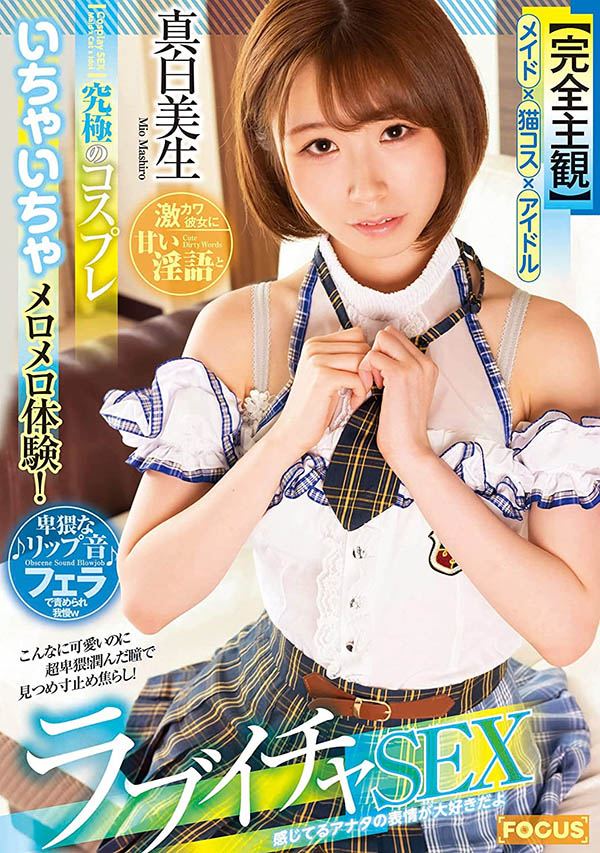 【完全主観】
メイド×猫コス×アイドル
真白美生
Mio Mashiro
激カワ
彼女に
甘い
Cute
Dirty Words
淫語と
【Cosplay SEX
Maid x Cat x Idol】
究極のコスプレ
いちゃいちゃ
メロメロ体験!
卑猥な
♪リップ音♪
Obscene Sound Blowjob
フェラ
で責められ
我慢w
こんなに可愛いのに
超卑猥!潤んだ瞳で
見つめ寸止め焦らし!
ラブイチャSEX
感じてるアナタの表情が大好きだよ
FOCUS